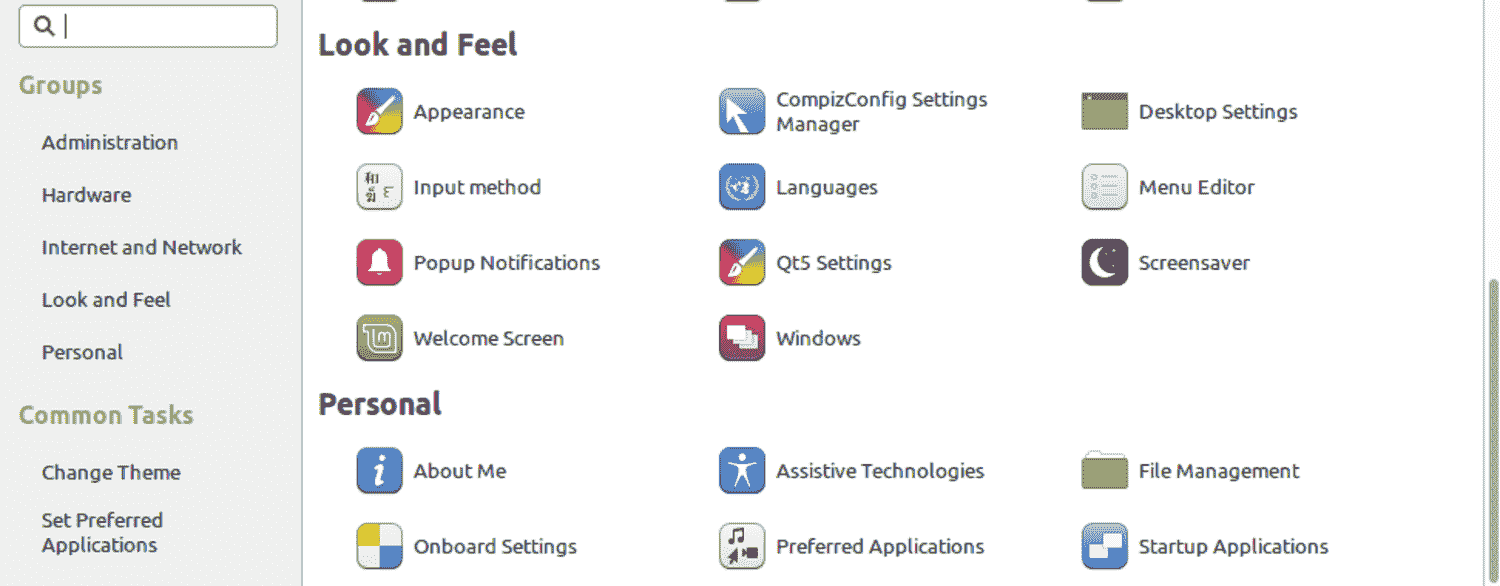 Groups
Administration
Hardware
Internet and Network
Look and Feel
Personal
Common Tasks
Change Theme
Set Preferred
Applications
Look and Feel
Appearance
CompizConfig Settings
Manager
Desktop Settings
Input method
Languages
Menu Editor
Popup Notifications
Qt5 Settings
Screensaver
Welcome Screen
Windows
Personal
About Me
Assistive Technologies
File Management
Onboard Settings
Preferred Applications
Startup Applications